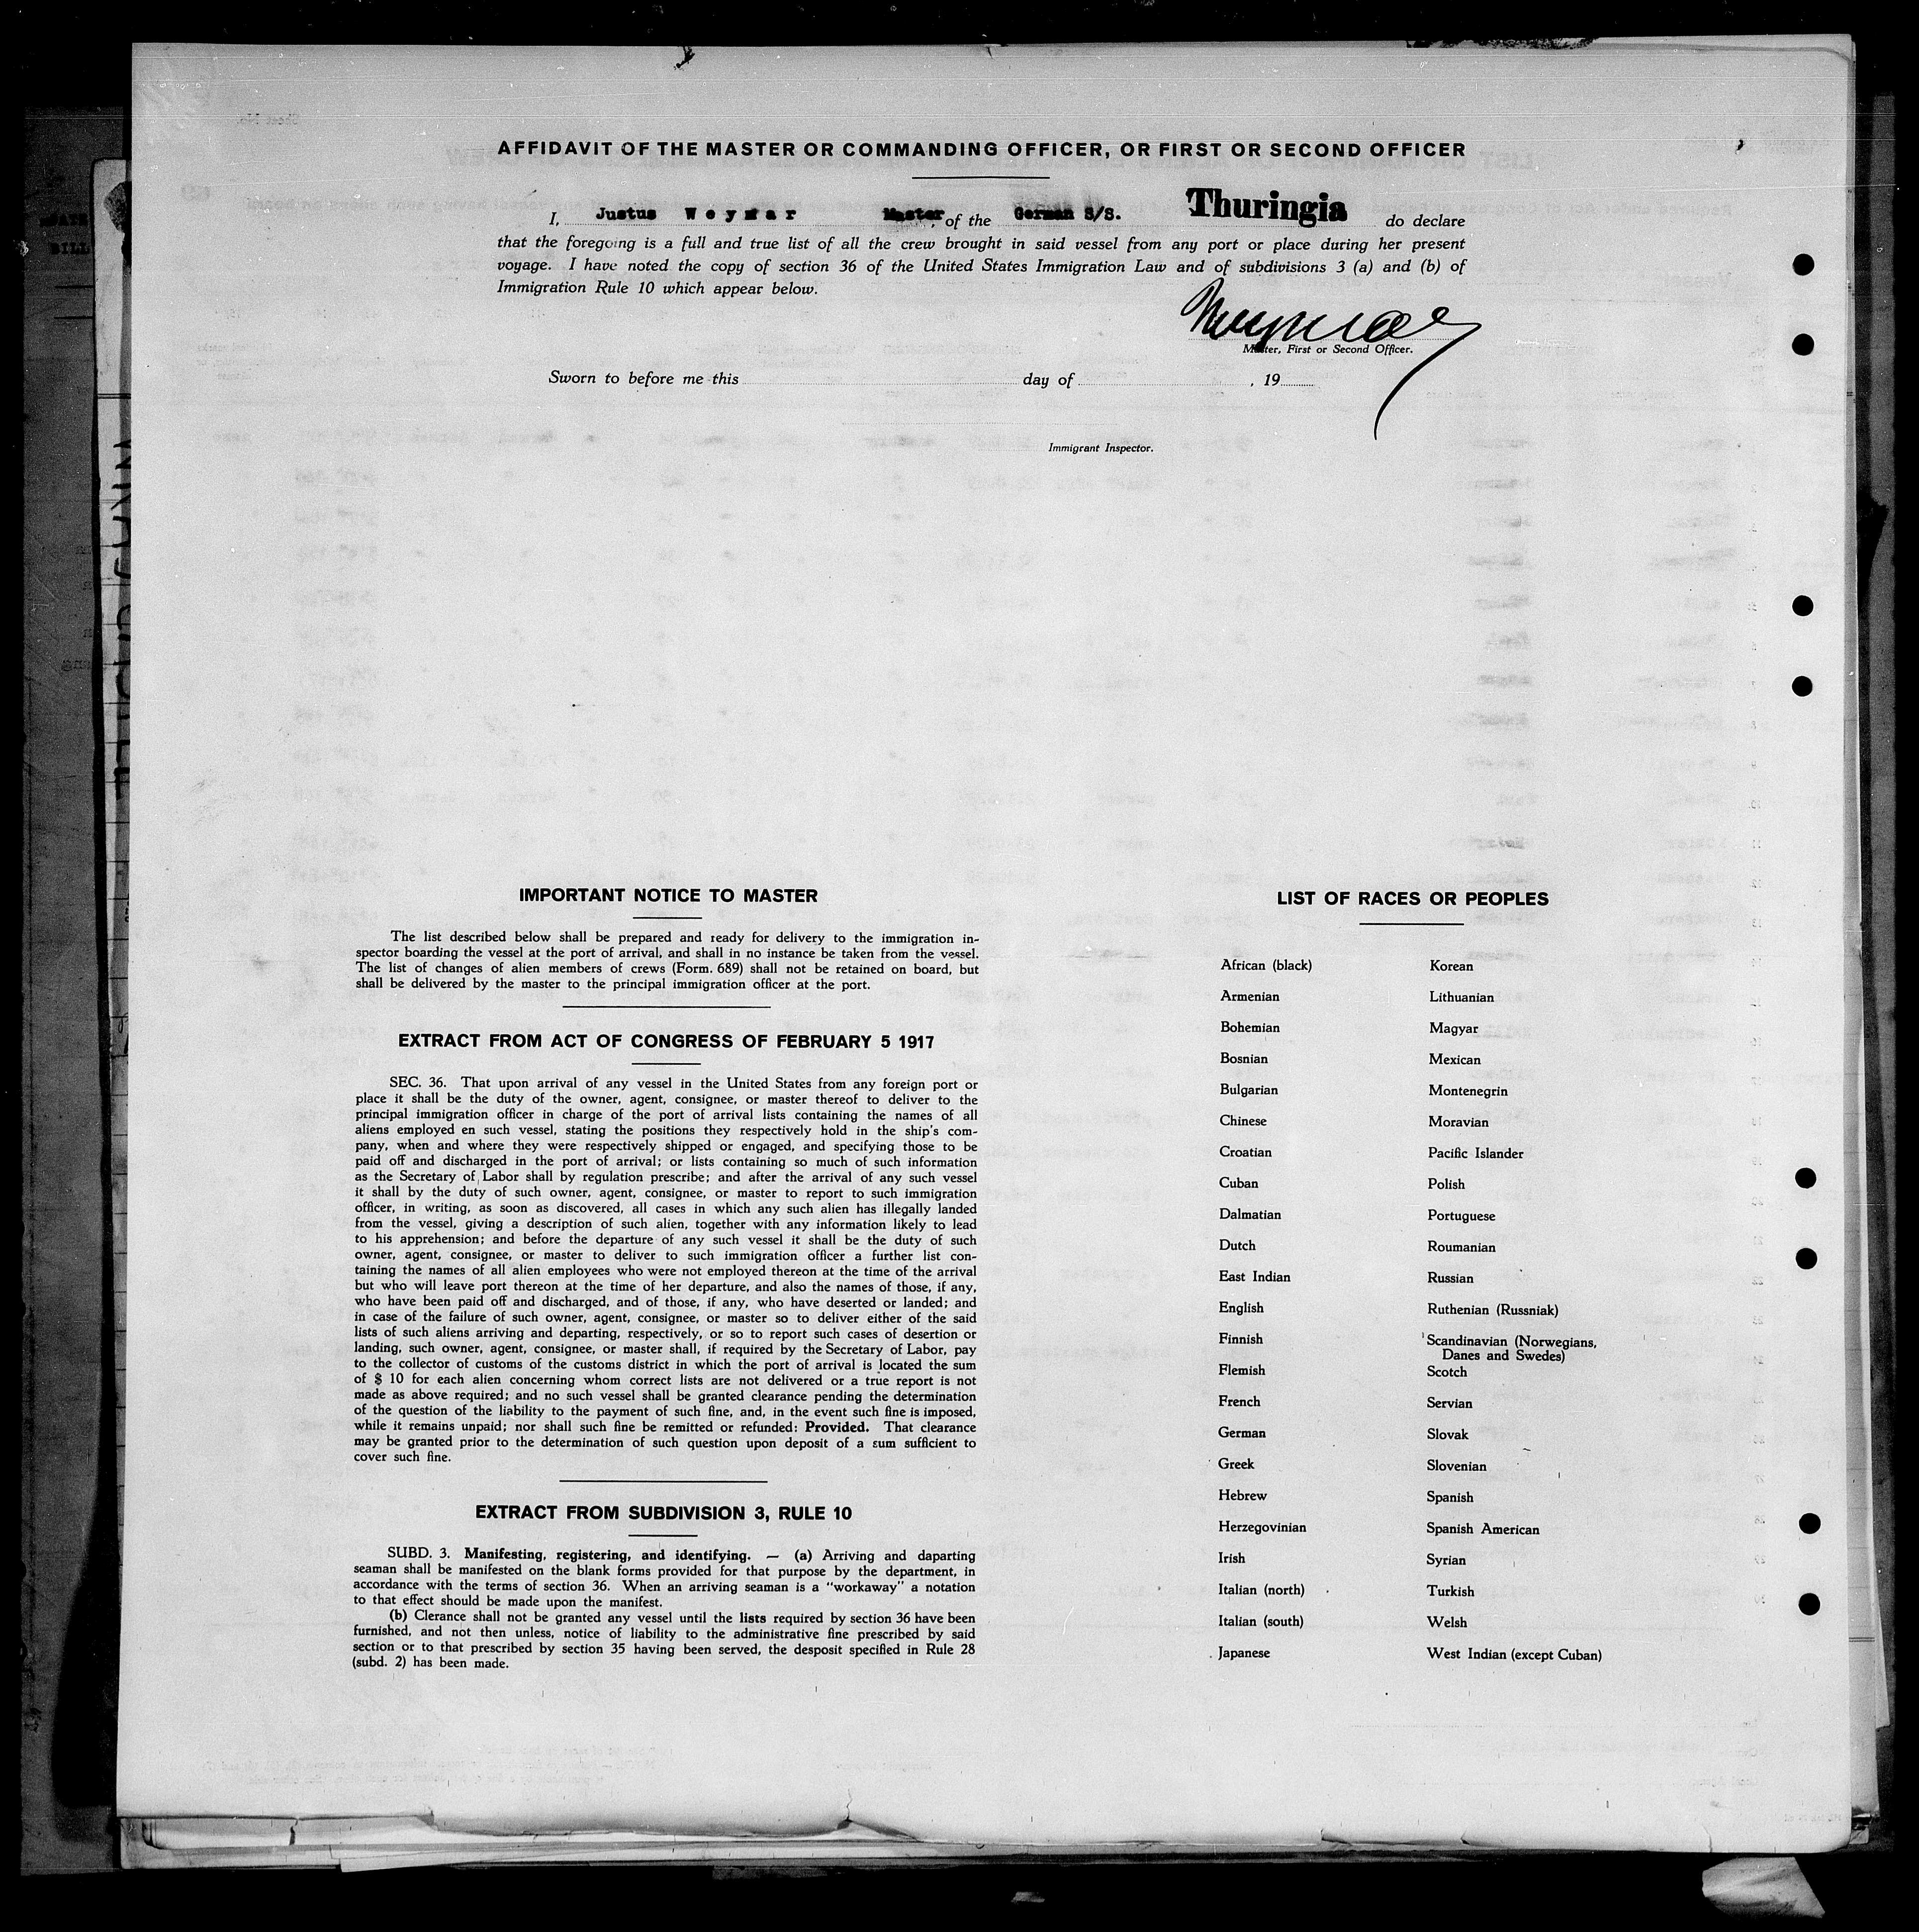 AFFIDAVIT OF THE MASTER OR COMMANDING OFFICER, OR FIRST OR SECOND OFFICER
I, Justus Weymar Master, of the German S/S. Thuringia do declare
that the foregoing is a full and true list of all the crew brought in said vessel from any port or place during her present
voyage. I have noted the copy of section 36 of the United States Immigration Law and of subdivisions 3 (a) and (b) of
Immigration Rule 10 which appear below.
Weymar
Master, First or Second Officer.
Sworn to before me this day of , 19
Immigrant Inspector.
IMPORTANT NOTICE TO MASTER
The list described below shall be prepared and ready for delivery to the immigration in-
spector boarding the vessel at the port of arrival, and shall in no instance be taken from the vessel.
The list of changes of alien members of crews (Form. 689) shall not be retained on board, but
shall be delivered by the master to the principal immigration officer at the port.
EXTRACT FROM ACT OF CONGRESS OF FEBRUARY 5 1917
SEC. 36. That upon arrival of any vessel in the United States from any foreign port or
place it shall be the duty of the owner, agent, consignee, or master thereof to deliver to the
principal immigration officer in charge of the port of arrival lists containing the names of all
aliens employed en such vessel, stating the positions they respectively hold in the ship's com-
pany, when and where they were respectively shipped or engaged, and specifying those to be
paid off and discharged in the port of arrival; or lists containing so much of such information
as the Secretary of Labor shall by regulation prescribe; and after the arrival of any such vessel
it shall by the duty of such owner, agent, consignee, or master to report to such immigration
officer, in writing, as soon as discovered, all cases in which any such alien has illegally landed
from the vessel, giving a description of such alien, together with any information likely to lead
to his apprehension; and before the departure of any such vessel it shall be the duty of such
owner, agent, consignee, or master to deliver to such immigration officer a further list con-
taining the names of all alien employees who were not employed thereon at the time of the arrival
but who will leave port thereon at the time of her departure, and also the names of those, if any,
who have been paid off and discharged, and of those, if any, who have deserted or landed; and
in case of the failure of such owner, agent, consignee, or master so to deliver either of the said
lists of such aliens arriving and departing, respectively, or so to report such cases of desertion or
landing, such owner, agent, consignee, or master shall, if required by the Secretary of Labor, pay
to the collector of customs of the customs district in which the port of arrival is located the sum
of $ 10 for each alien concerning whom correct lists are not delivered or a true report is not
made as above required; and no such vessel shall be granted clearance pending the determination
of the question of the liability to the payment of such fine, and, in the event such fine is imposed,
while it remains unpaid; nor shall such fine be remitted or refunded: Provided. That clearance
may be granted prior to the determination of such question upon deposit of a sum sufficient to
cover such fine.
EXTRACT FROM SUBDIVISION 3, RULE 10
SUBD. 3. Manifesting, registering, and identifying. — (a) Arriving and daparting
seaman shall be manifested on the blank forms provided for that purpose by the department, in
accordance with the terms of section 36. When an arriving seaman is a "workaway" a notation
to that effect should be made upon the manifest.
(b) Clerance shall not be granted any vessel until the lists required by section 36 have been
furnished, and not then unless, notice of liability to the administrative fine prescribed by said
section or to that prescribed by section 35 having been served, the desposit specified in Rule 28
(subd. 2) has been made.
LIST OF RACES OR PEOPLES
African (black)
Armenian
Bohemian
Bosnian
Bulgarian
Chinese
Croatian
Cuban
Dalmatian
Dutch
East Indian
English
Finnish
Flemish
French
German
Greek
Hebrew
Herzegovinian
Irish
Italian (north)
Italian (south)
Japanese
Korean
Lithuanian
Magyar
Mexican
Montenegrin
Moravian
Pacific Islander
Polish
Portuguese
Roumanian
Russian
Ruthenian (Russniak)
Scandinavian (Norwegians,
Danes and Swedes)
Scotch
Servian
Slovak
Slovenian
Spanish
Spanish American
Syrian
Turkish
Welsh
West Indian (except Cuban)